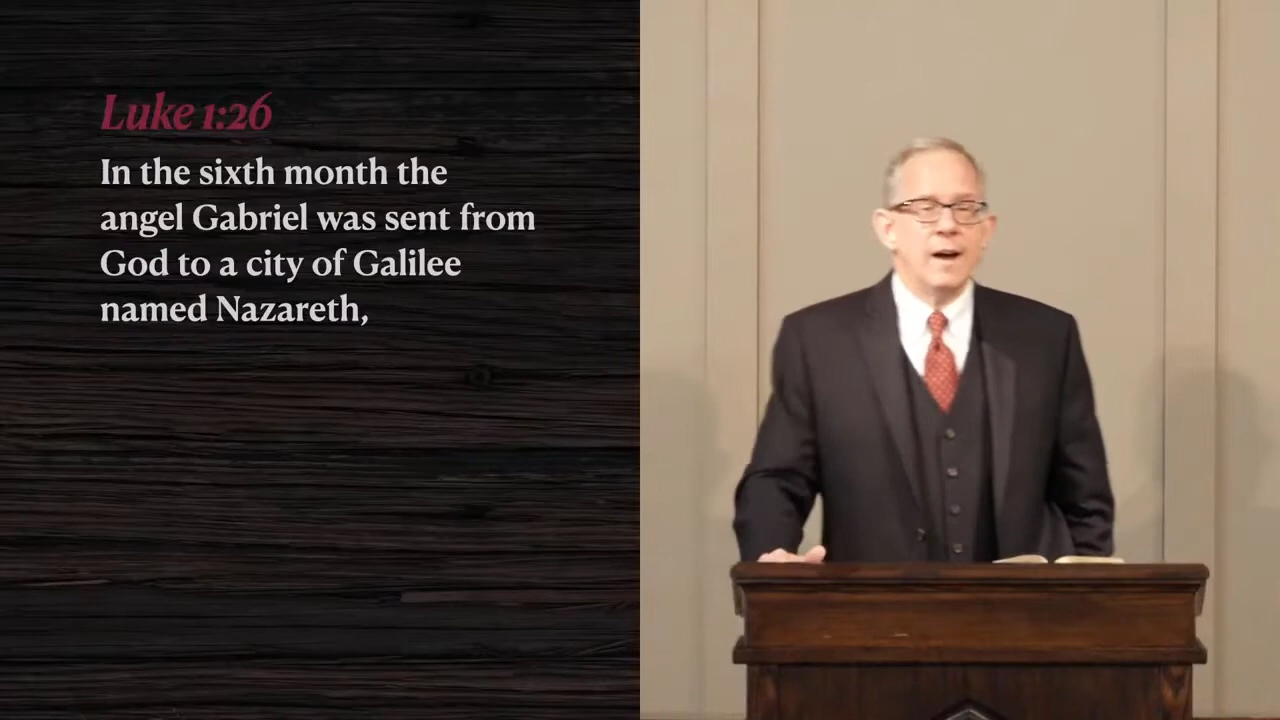 Luke 1:26
In the sixth month the
angel Gabriel was sent from
God to a city of Galilee
named Nazareth,